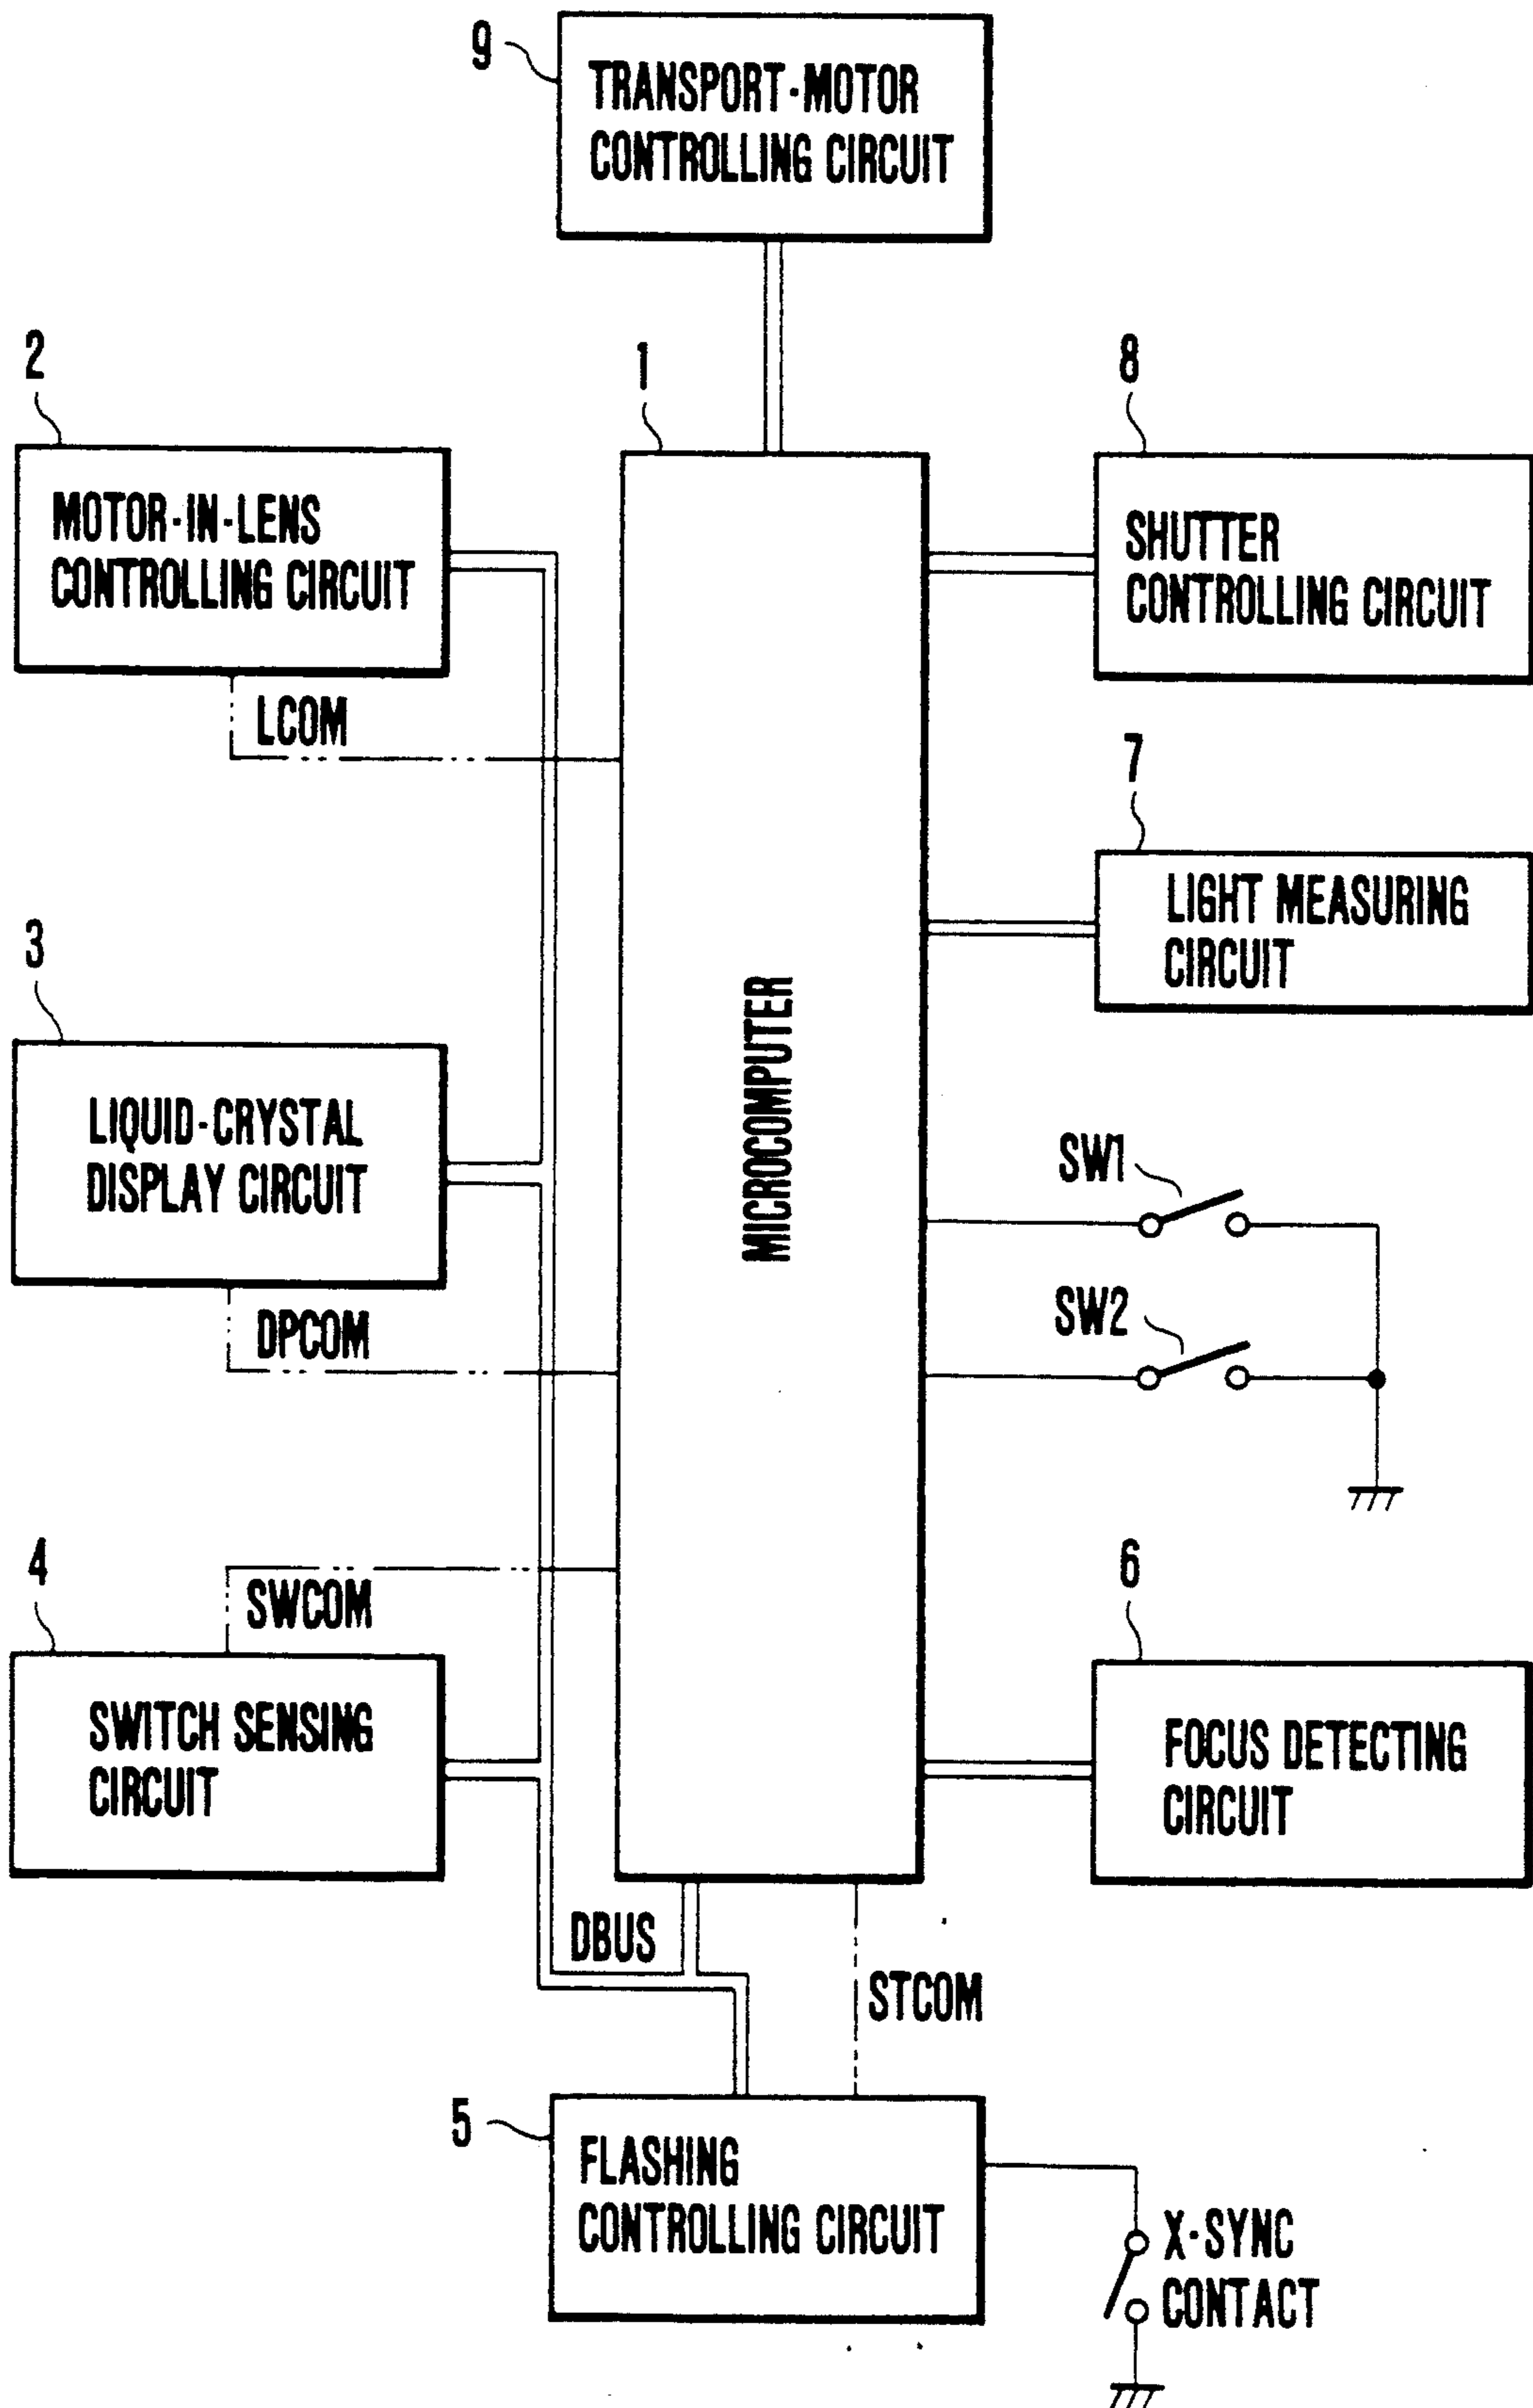 9
TRANSPORT-MOTOR
CONTROLLING CIRCUIT
2
1
8
MOTOR-IN-LENS
CONTROLLING CIRCUIT
SHUTTER
CONTROLLING CIRCUIT
LCOM
7
LIGHT MEASURING
CIRCUIT
3
LIQUID-CRYSTAL
DISPLAY CIRCUIT
MICROCOMPUTER
SW1
DPCOM
SW2
4
SWCOM
6
SWITCH SENSING
CIRCUIT
FOCUS DETECTING
CIRCUIT
DBUS
STCOM
5
FLASHING
CONTROLLING CIRCUIT
X-SYNC
CONTACT